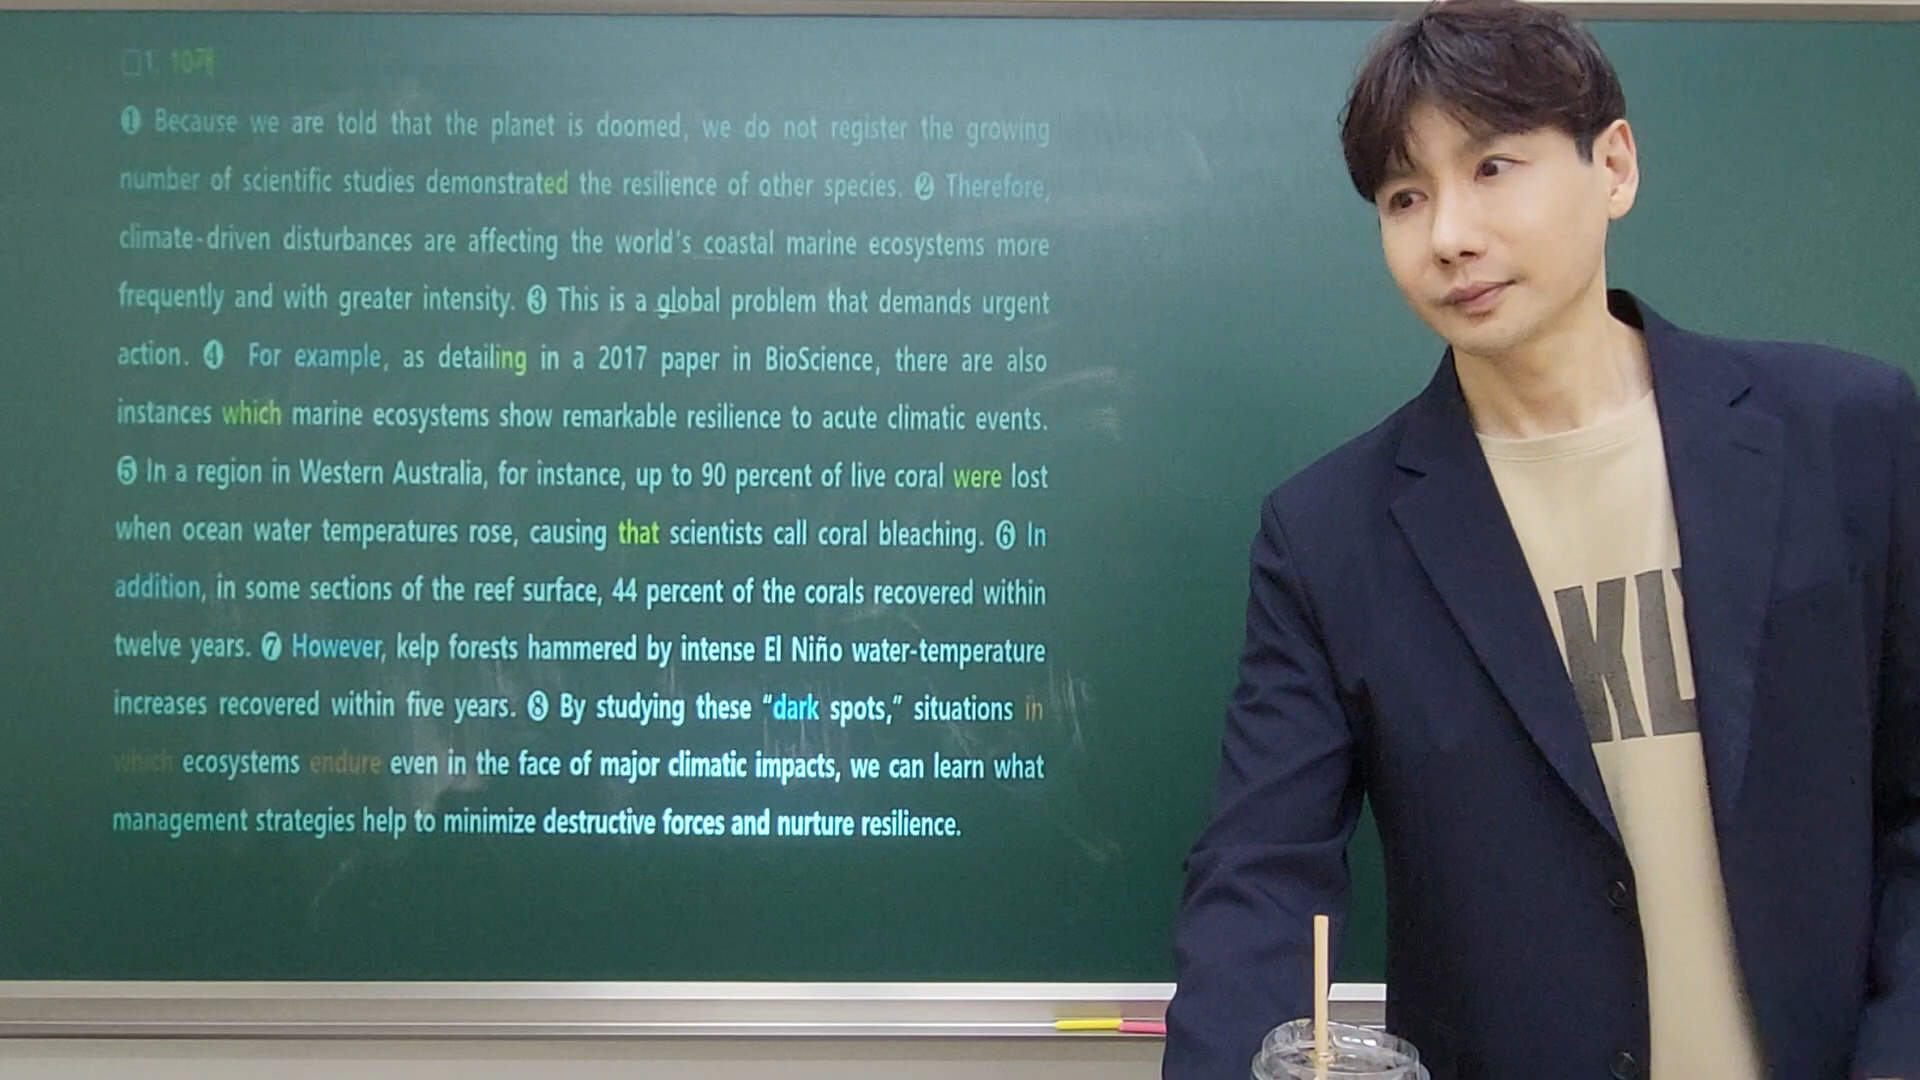 □1. 10개
❶ Because we are told that the planet is doomed, we do not register the growing
number of scientific studies demonstrated the resilience of other species. ❷ Therefore,
climate-driven disturbances are affecting the world's coastal marine ecosystems more
frequently and with greater intensity. ❸ This is a global problem that demands urgent
action. ❹ For example, as detailing in a 2017 paper in BioScience, there are also
instances which marine ecosystems show remarkable resilience to acute climatic events.
❺ In a region in Western Australia, for instance, up to 90 percent of live coral were lost
when ocean water temperatures rose, causing that scientists call coral bleaching. ❻ In
addition, in some sections of the reef surface, 44 percent of the corals recovered within
twelve years. ❼ However, kelp forests hammered by intense El Niño water-temperature
increases recovered within five years. ❽ By studying these “dark spots,” situations in
which ecosystems endure even in the face of major climatic impacts, we can learn what
management strategies help to minimize destructive forces and nurture resilience.